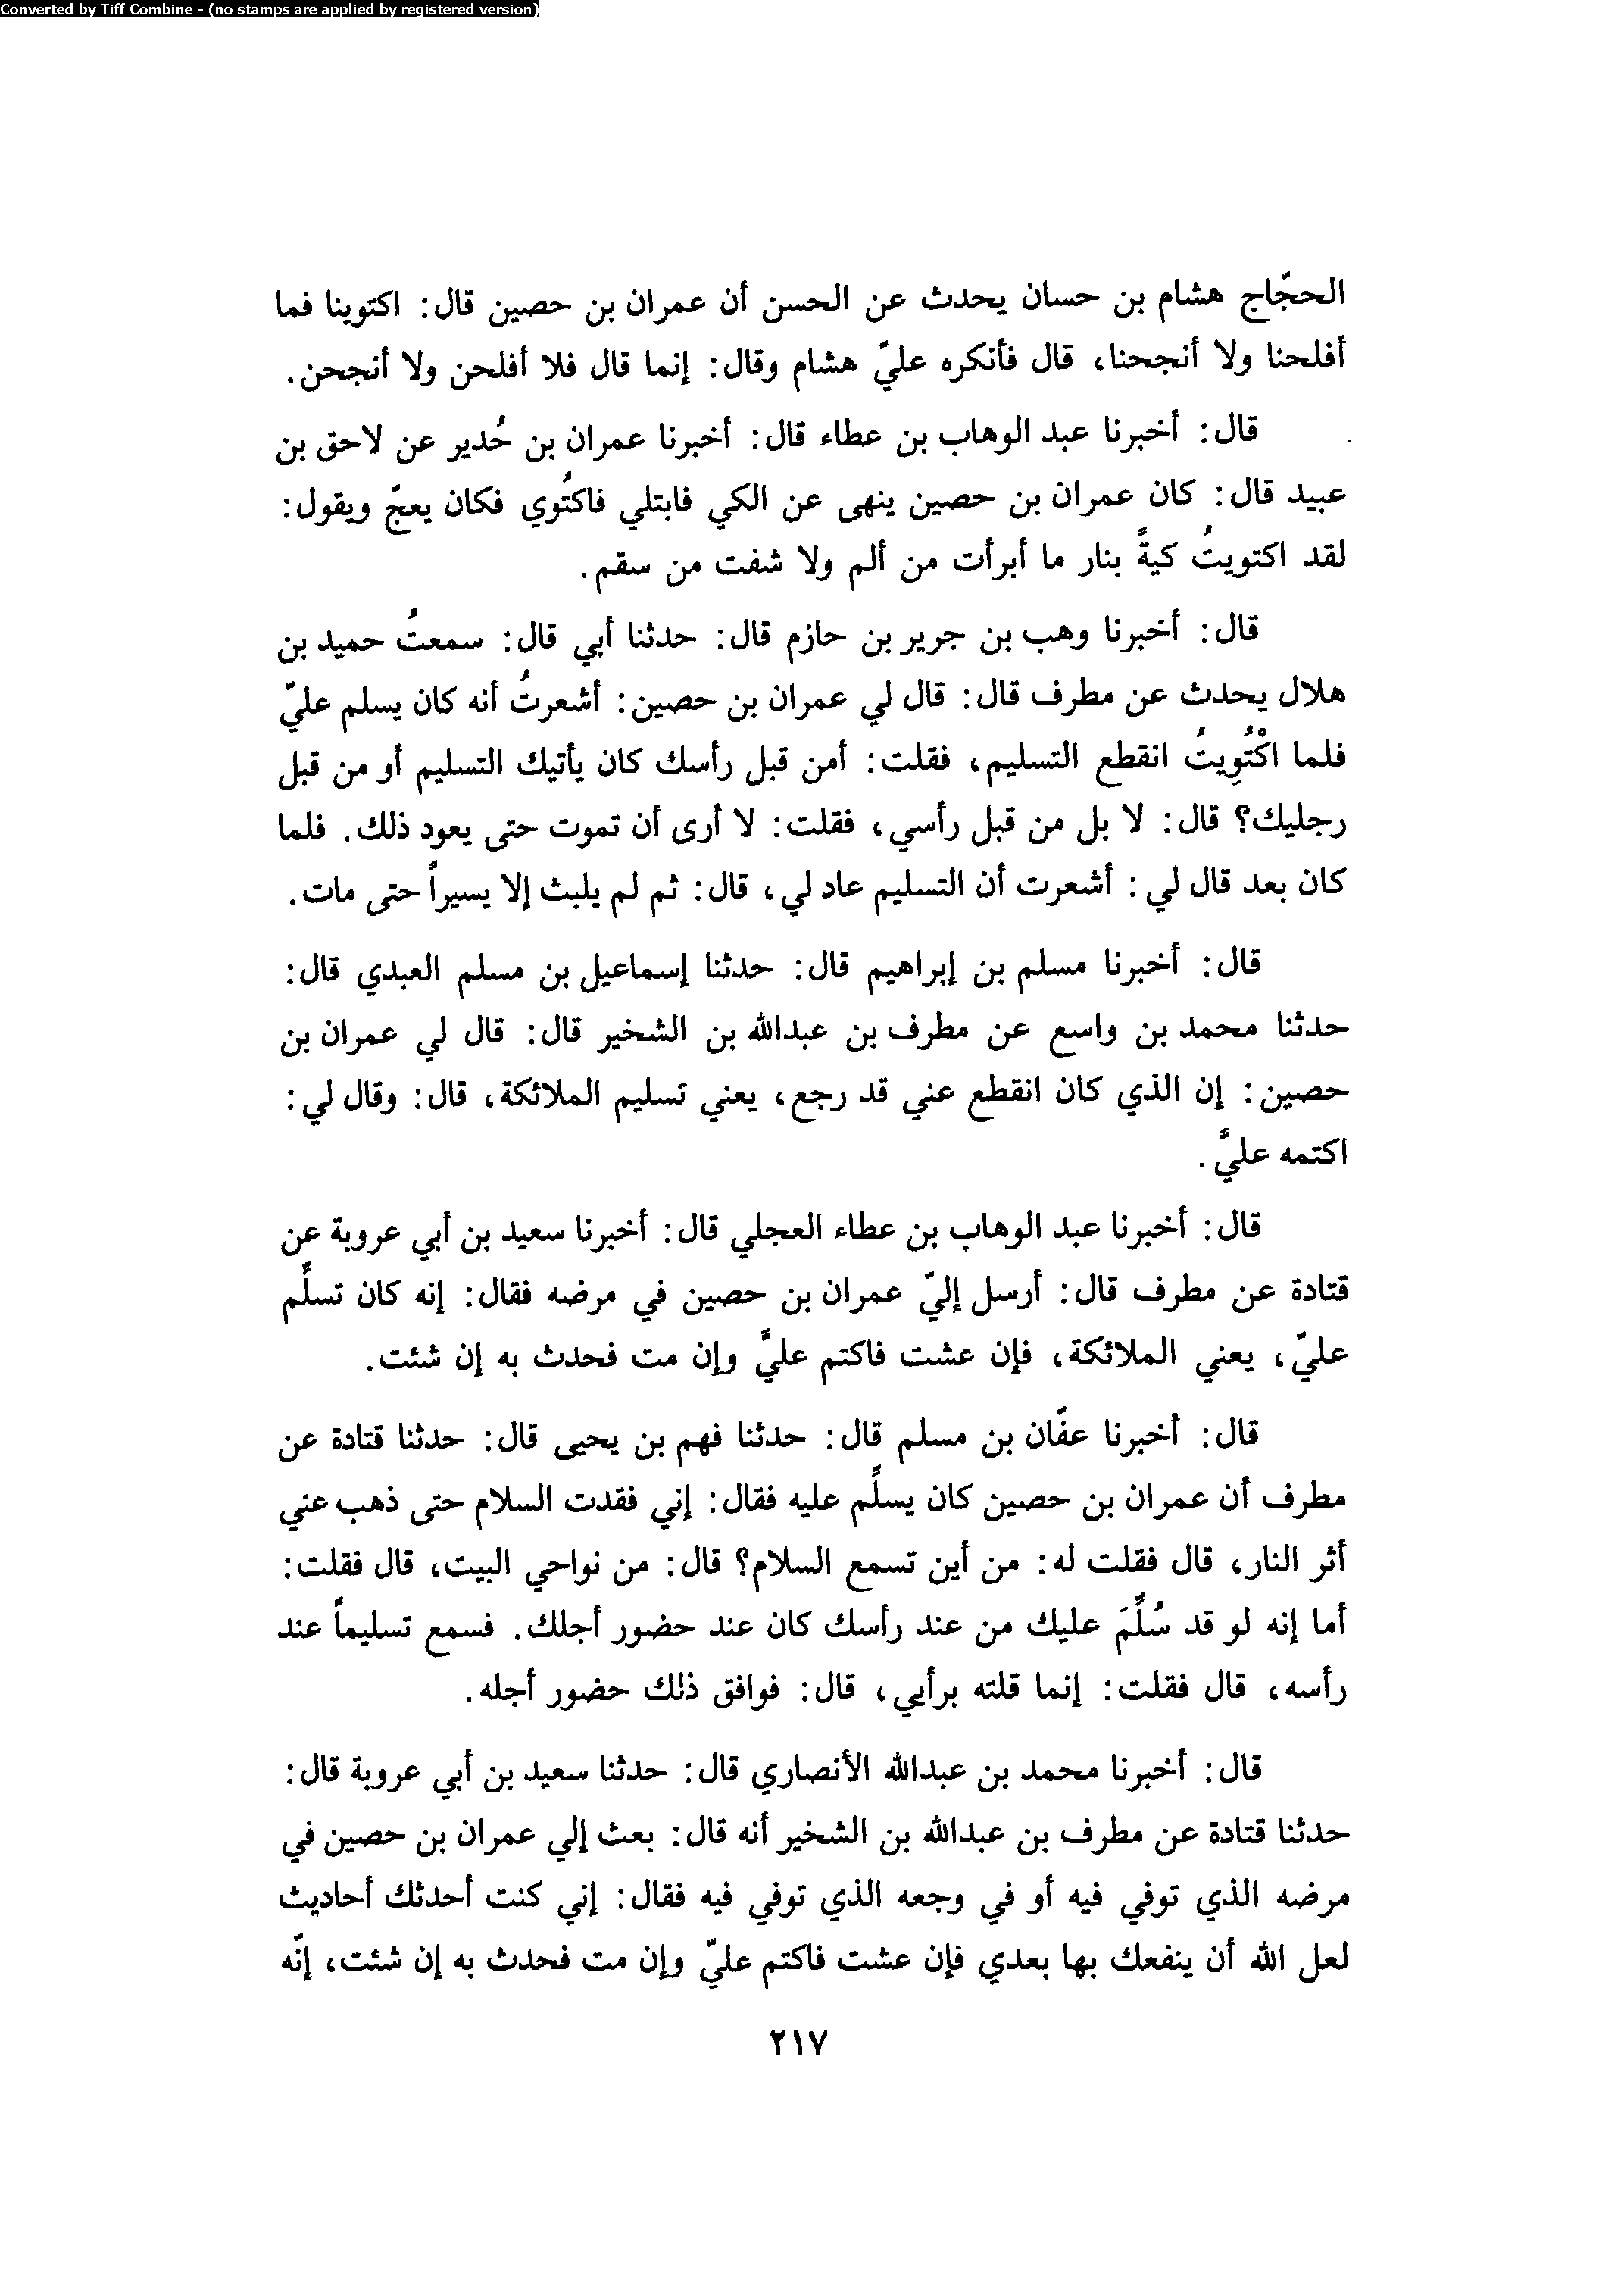 Converted by Tiff Combine - (no stamps are applied by registered version)
الحجّاج هشام بن حسان يحدث عن الحسن أن عمران بن حصين قال: اكتوينا فما
أفلحنا ولا أنجحنا، قال فأنكره عليّ هشام وقال: إنما قال فلا أفلحن ولا أنجحن.
قال: أخبرنا عبد الوهاب بن عطاء قال: أخبرنا عمران بن حُدير عن لاحق بن
عبيد قال: كان عمران بن حصين ينهى عن الكي فابتلي فاكتُوي فكان يعجّ ويقول:
لقد اكتويتُ كيةً بنار ما أبرأت من ألم ولا شفت من سقم.
قال: أخبرنا وهب بن جرير بن حازم قال: حدثنا أبي قال: سمعتُ حميد بن
هلال يحدث عن مطرف قال: قال لي عمران بن حصين: أشعرتُ أنه كان يسلم عليّ
فلما اكْتُوِيتُ انقطع التسليم، فقلت: أمن قبل رأسك كان يأتيك التسليم أو من قبل
رجليك؟ قال: لا بل من قبل رأسي، فقلت: لا أرى أن تموت حتى يعود ذلك. فلما
كان بعد قال لي: أشعرت أن التسليم عاد لي، قال: ثم لم يلبث إلا يسيراً حتى مات.
قال: أخبرنا مسلم بن إبراهيم قال: حدثنا إسماعيل بن مسلم العبدي قال:
حدثنا محمد بن واسع عن مطرف بن عبدالله بن الشخير قال: قال لي عمران بن
حصين: إن الذي كان انقطع عني قد رجع، يعني تسليم الملائكة، قال: وقال لي:
اكتمه عليَّ.
قال: أخبرنا عبد الوهاب بن عطاء العجلي قال: أخبرنا سعيد بن أبي عروبة عن
قتادة عن مطرف قال: أرسل إليّ عمران بن حصين في مرضه فقال: إنه كان تسلَّم
عليّ، يعني الملائكة، فإن عشت فاكتم عليَّ وإن مت فحدث به إن شئت.
قال: أخبرنا عفّان بن مسلم قال: حدثنا فهم بن يحيى قال: حدثنا قتادة عن
مطرف أن عمران بن حصين كان يسلَّم عليه فقال: إني فقدت السلام حتى ذهب عني
أثر النار، قال فقلت له: من أين تسمع السلام؟ قال: من نواحي البيت، قال فقلت:
أما إنه لو قد سُلِّمَ عليك من عند رأسك كان عند حضور أجلك. فسمع تسليماً عند
رأسه، قال فقلت: إنما قلته برأيي، قال: فوافق ذلك حضور أجله.
قال: أخبرنا محمد بن عبدالله الأنصاري قال: حدثنا سعيد بن أبي عروبة قال:
حدثنا قتادة عن مطرف بن عبدالله بن الشخير أنه قال: بعث إلي عمران بن حصين في
مرضه الذي توفي فيه أو في وجعه الذي توفي فيه فقال: إني كنت أحدثك أحاديث
لعل الله أن ينفعك بها بعدي فإن عشت فاكتم عليّ وإن مت فحدث به إن شئت، إنّه
٢١٧